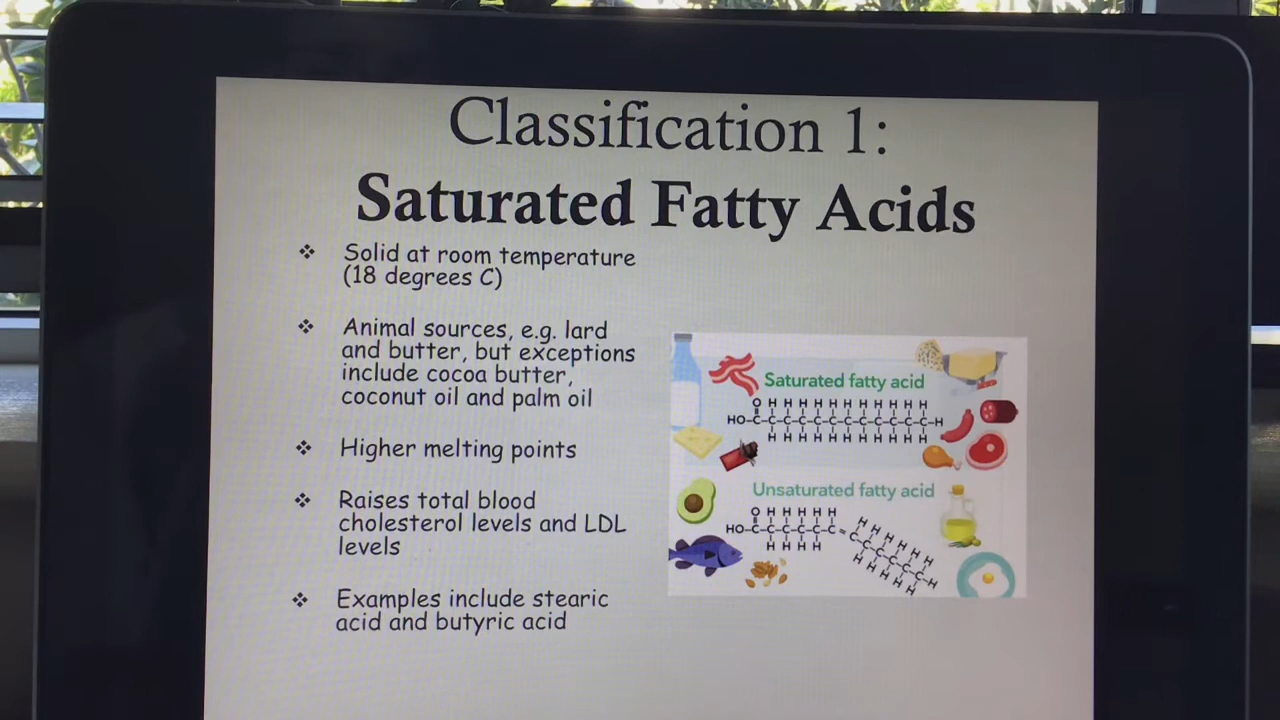 Classification 1:
Saturated Fatty Acids
❖ Solid at room temperature
(18 degrees C)
❖ Animal sources, e.g. lard
and butter, but exceptions
include cocoa butter,
coconut oil and palm oil
❖ Higher melting points
❖ Raises total blood
cholesterol levels and LDL
levels
❖ Examples include stearic
acid and butyric acid
Saturated fatty acid
O H H H H H H H H H H H
HO-C-C-C-C-C-C-C-C-C-C-C-C-H
H H H H H H H H H H H
Unsaturated fatty acid
O H H H H H
HO-C-C-C-C-C-C=C-C-C-C-C-C-H
H H H H
H H H H H H
H H H H H